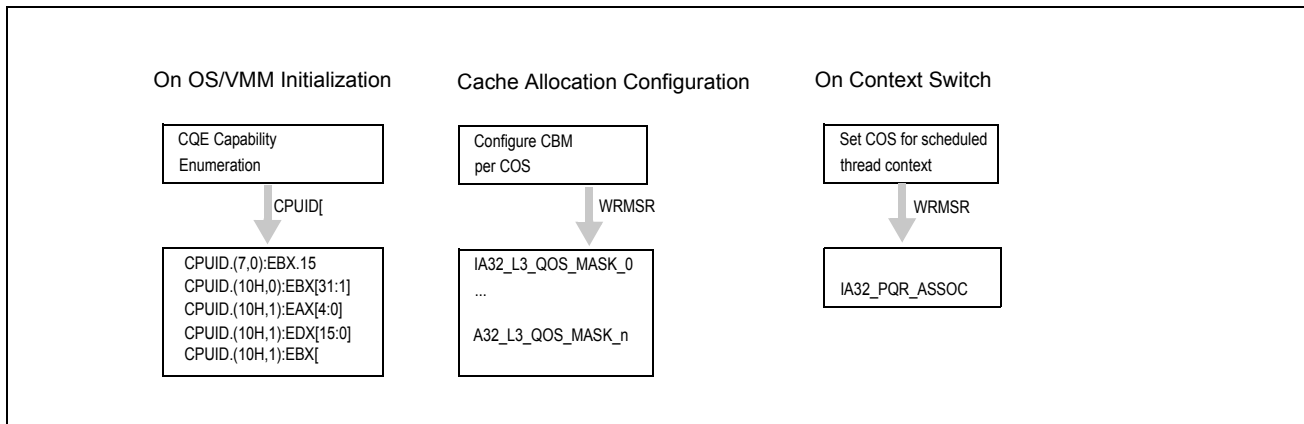 On OS/VMM Initialization
CQE Capability
Enumeration
CPUID[
CPUID.(7,0):EBX.15
CPUID.(10H,0):EBX[31:1]
CPUID.(10H,1):EAX[4:0]
CPUID.(10H,1):EDX[15:0]
CPUID.(10H,1):EBX[
Cache Allocation Configuration
Configure CBM
per COS
WRMSR
IA32_L3_QOS_MASK_0
...
A32_L3_QOS_MASK_n
On Context Switch
Set COS for scheduled
thread context
WRMSR
IA32_PQR_ASSOC